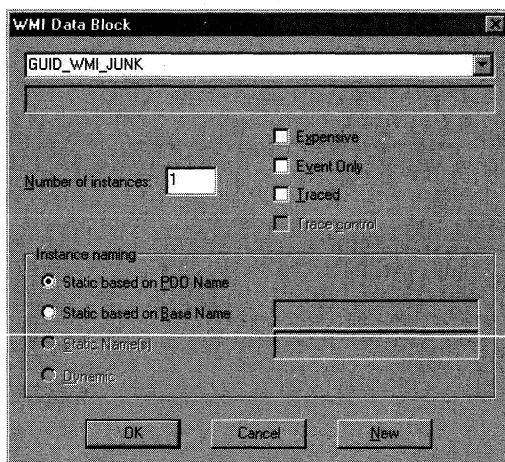 WMI Data Block
GUID_WMI_JUNK
Expensive
Event Only
Number of instances: 1
Traced
Trace control
Instance naming
Static based on PDO Name
Static based on Base Name
Static Name(s)
Dynamic
OK Cancel New